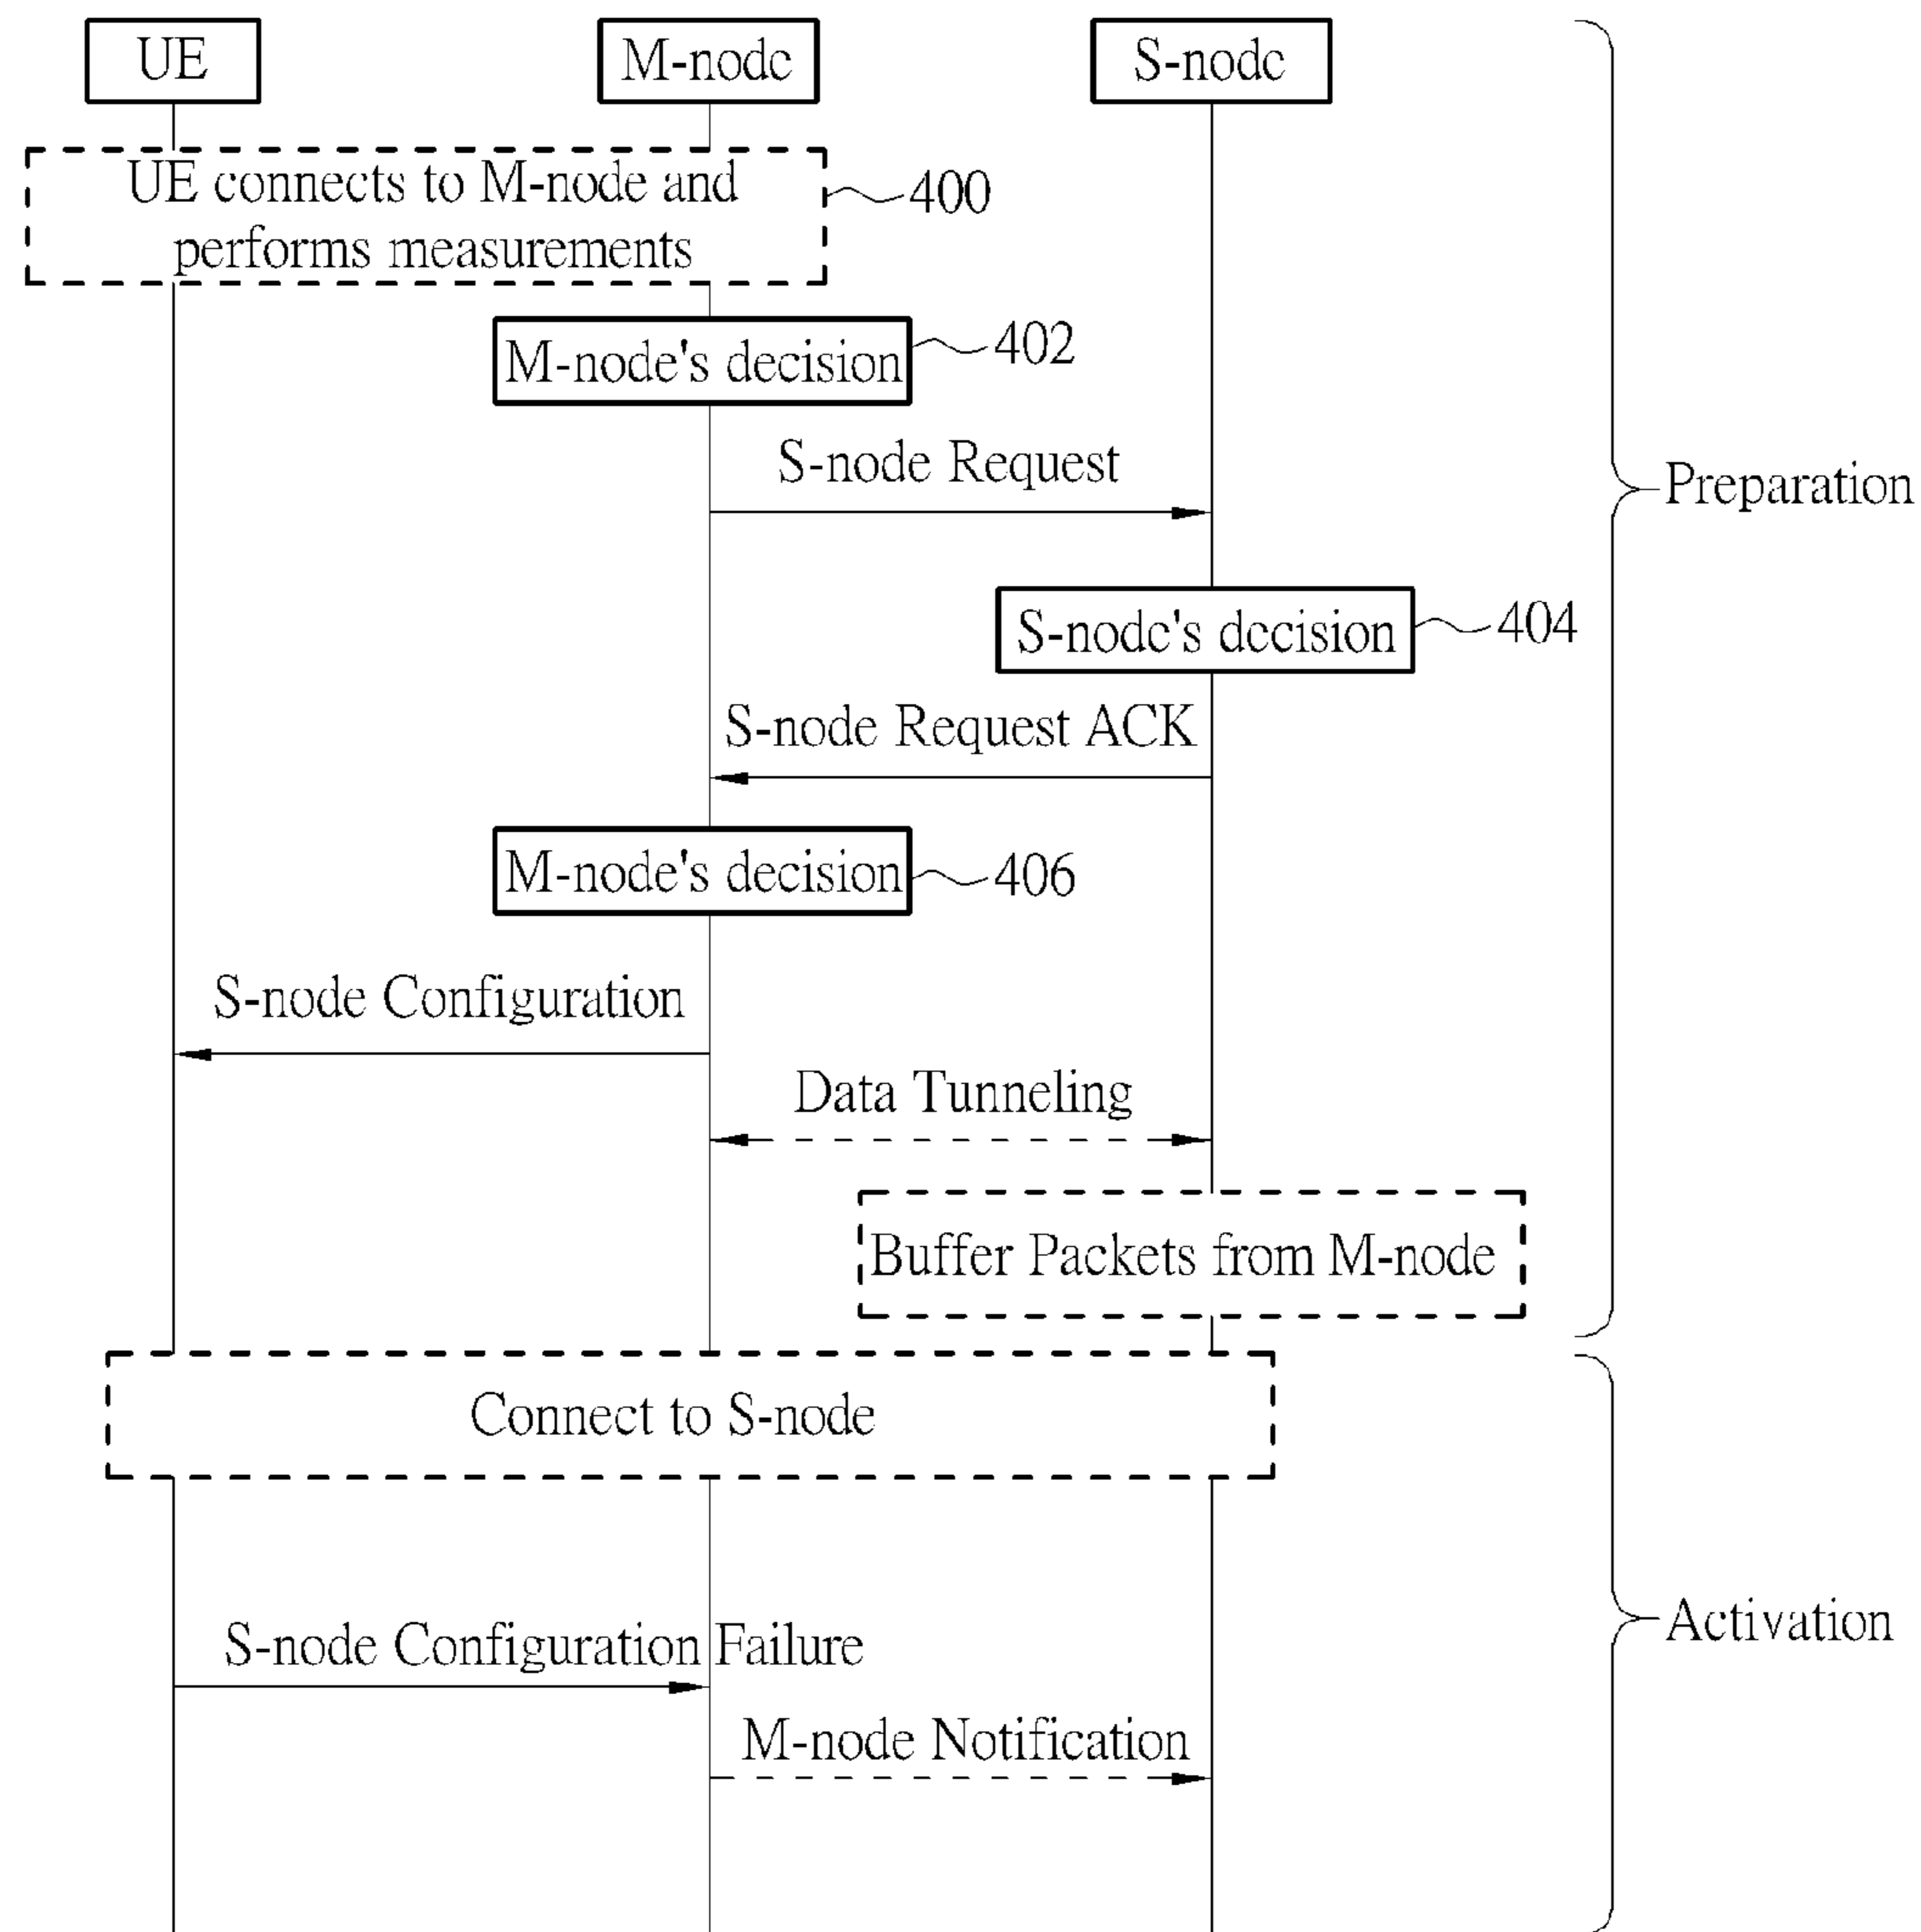 UE
M-node
S-node
UE connects to M-node and
performs measurements
400
M-node's decision
402
S-node Request
Preparation
S-node's decision
404
S-node Request ACK
M-node's decision
406
S-node Configuration
Data Tunneling
Buffer Packets from M-node
Connect to S-node
Activation
S-node Configuration Failure
M-node Notification